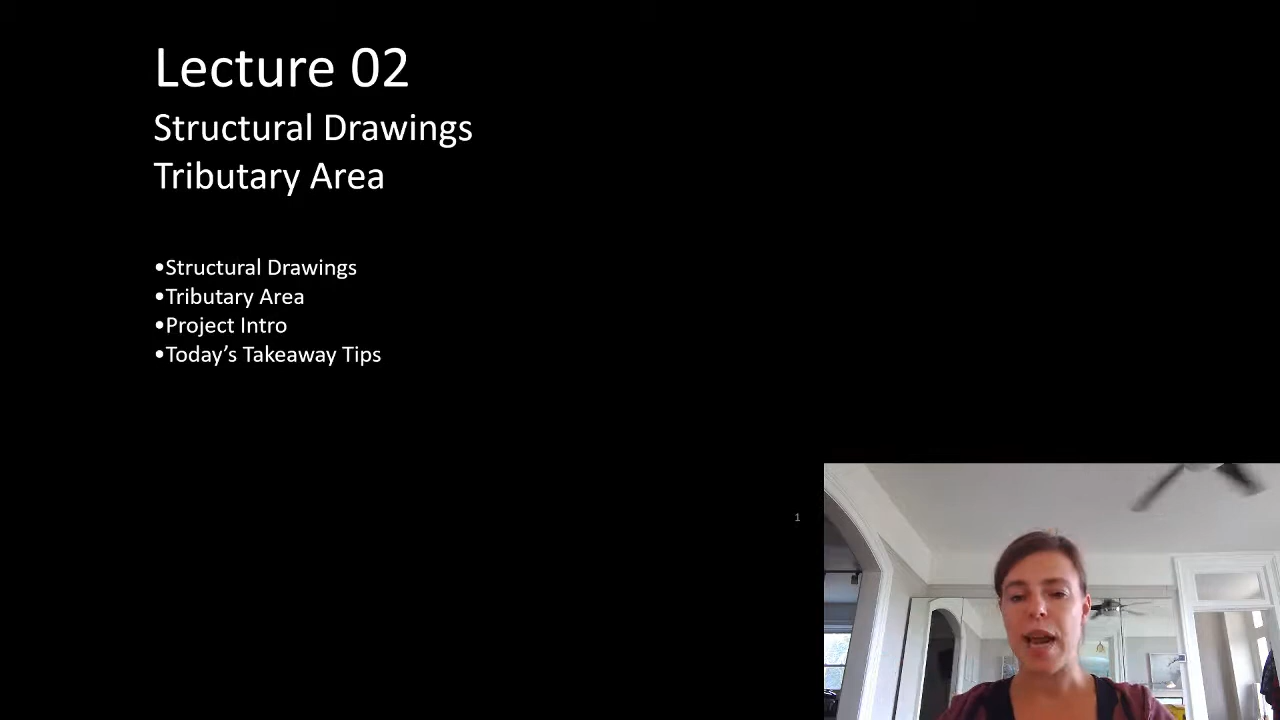 Lecture 02
Structural Drawings
Tributary Area
•Structural Drawings
•Tributary Area
•Project Intro
•Today’s Takeaway Tips
1